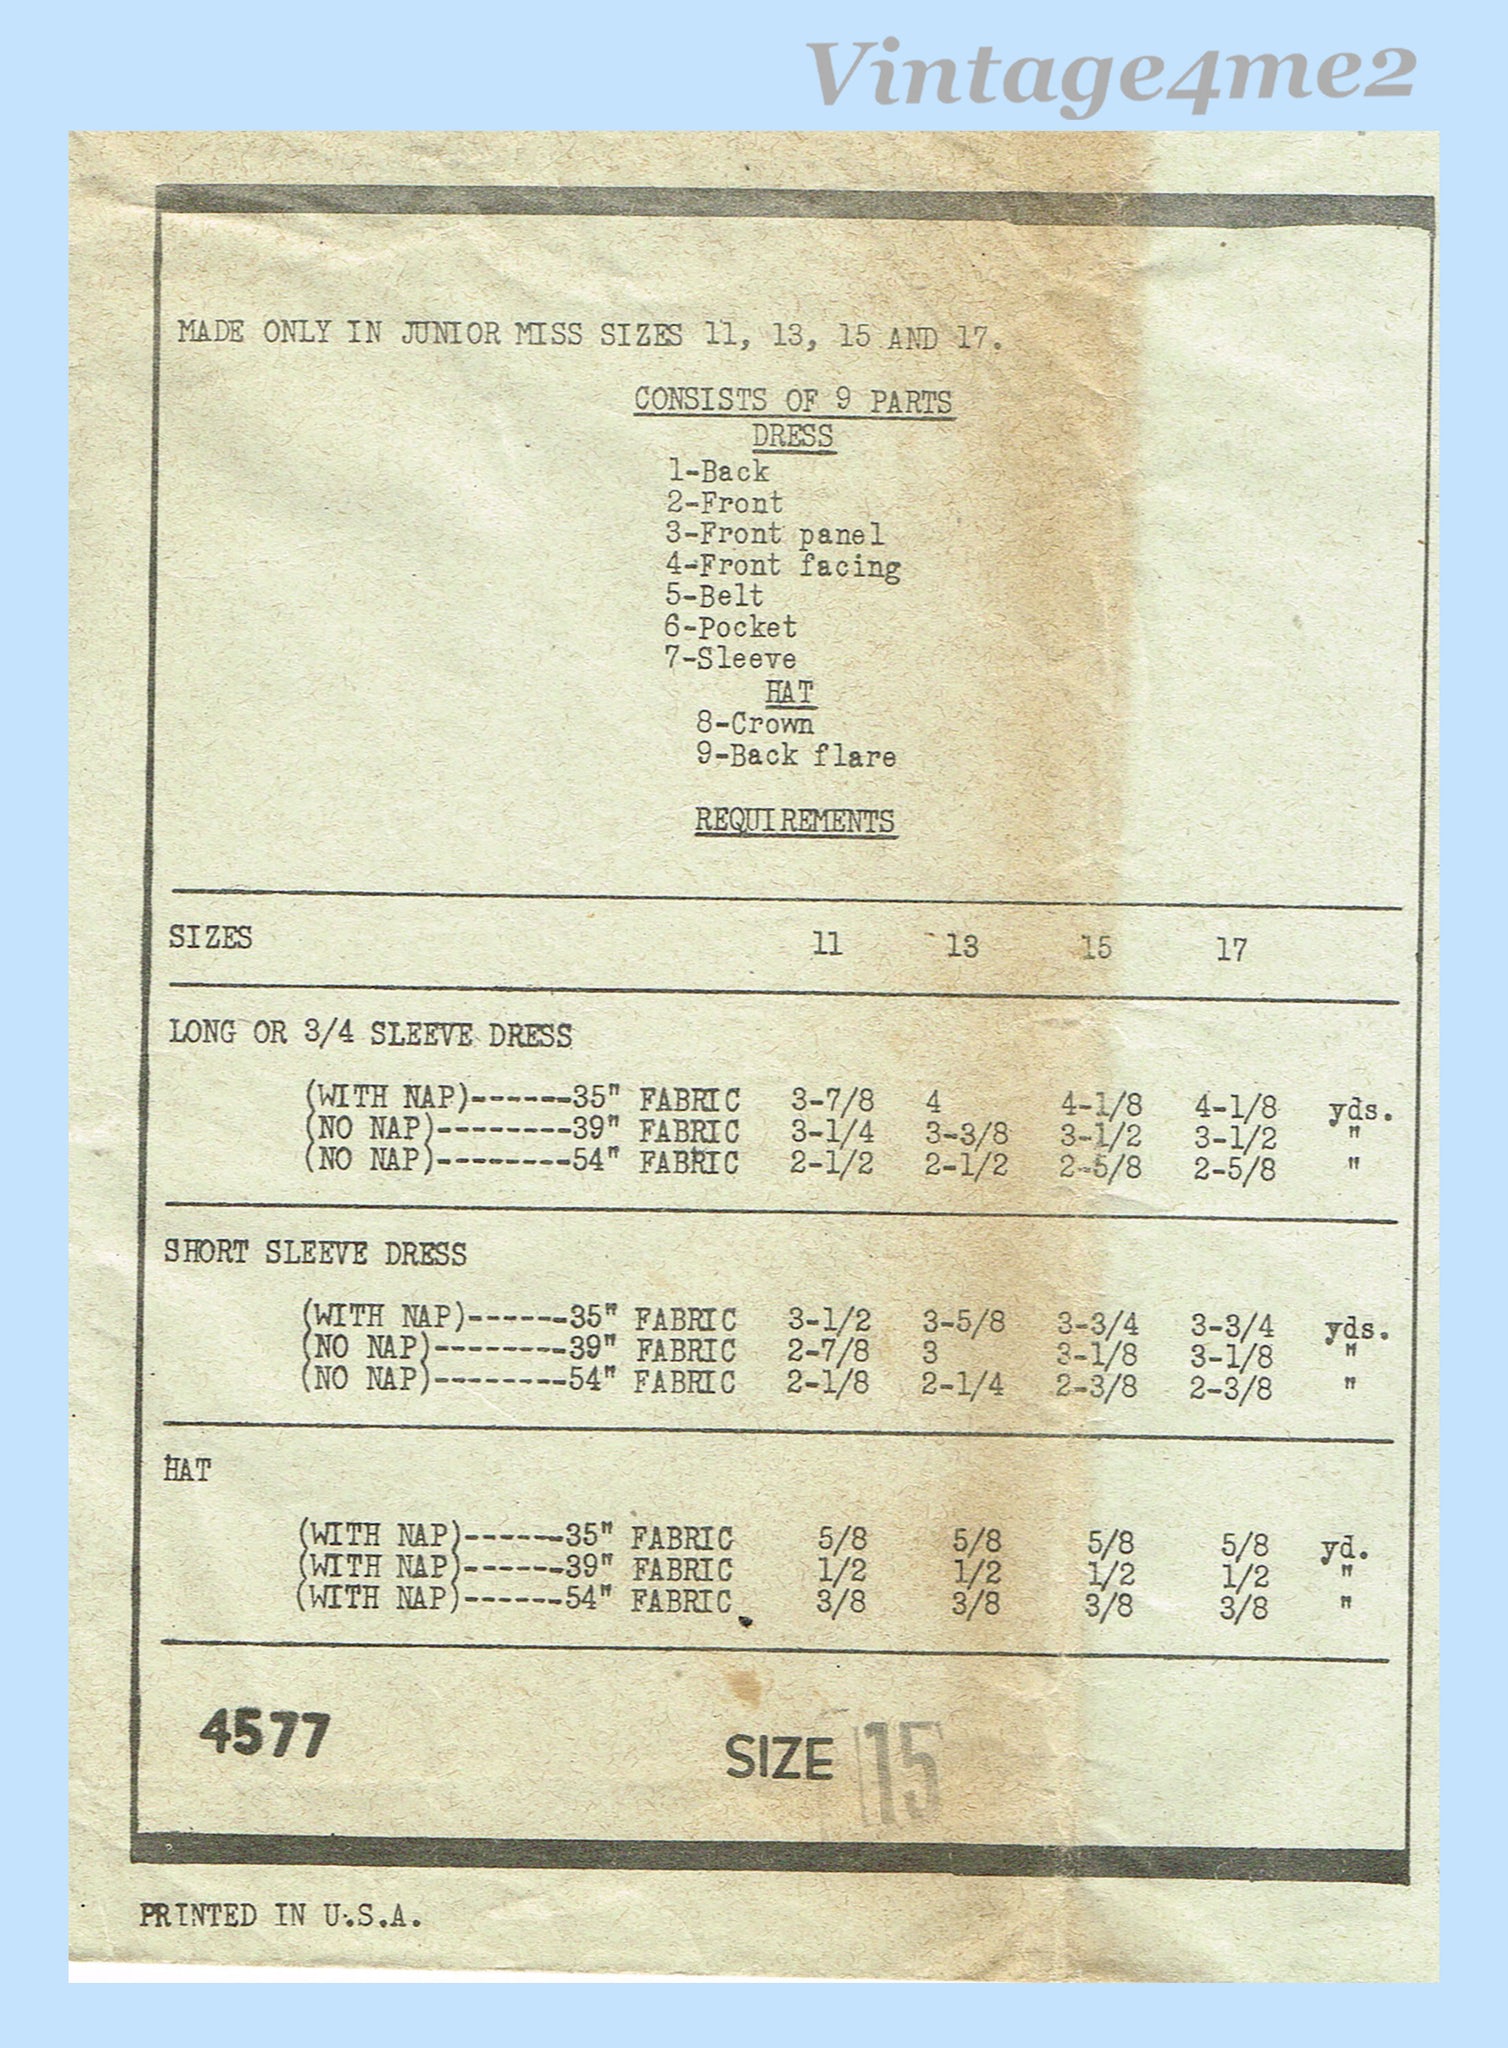 Vintage4me2
MADE ONLY IN JUNIOR MISS SIZES 11, 13, 15 AND 17.
CONSISTS OF 9 PARTS
DRESS
1-Back
2-Front
3-Front panel
4-Front facing
5-Belt
6-Pocket
7-Sleeve
HAT
8-Crown
9-Back flare
REQUIREMENTS
SIZES 11 13 15 17
LONG OR 3/4 SLEEVE DRESS
(WITH NAP)------35" FABRIC 3-7/8 4 4-1/8 4-1/8 yds.
(NO NAP)--------39" FABRIC 3-1/4 3-3/8 3-1/2 3-1/2 "
(NO NAP)--------54" FABRIC 2-1/2 2-1/2 2-5/8 2-5/8 "
SHORT SLEEVE DRESS
(WITH NAP)------35" FABRIC 3-1/2 3-5/8 3-3/4 3-3/4 yds.
(NO NAP)--------39" FABRIC 2-7/8 3 3-1/8 3-1/8 "
(NO NAP)--------54" FABRIC 2-1/8 2-1/4 2-3/8 2-3/8 "
HAT
(WITH NAP)------35" FABRIC 5/8 5/8 5/8 5/8 yd.
(WITH NAP)------39" FABRIC 1/2 1/2 1/2 1/2 "
(WITH NAP)------54" FABRIC 3/8 3/8 3/8 3/8 "
4577 SIZE 15
PRINTED IN U.S.A.